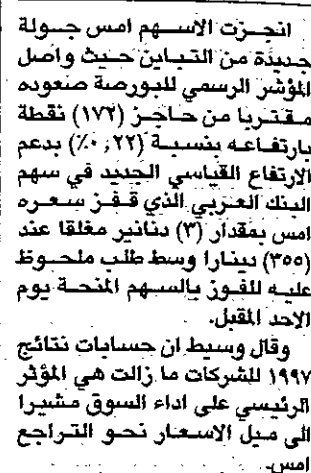 انجزت الاسهم امس جولة
جديدة من التباين حيث واصل
المؤشر الرسمي للبورصة صعوده
مقتربا من حاجز (١٧٢) نقطة
بارتفاعه بنسبة (٠,٢٢٪) بدعم
الارتفاع القياسي الجديد في سهم
البنك العربي الذي قفز سعره
امس بمقدار (٣) دنانير مغلقا عند
(٣٥٥) دينارا وسط طلب ملحوظ
عليه للفوز بالسهم المنحة يوم
الاحد المقبل.
وقال وسيط ان حسابات نتائج
١٩٩٧ للشركات ما زالت هي المؤثر
الرئيسي على اداء السوق مشيرا
الى ميل الاسعار نحو التراجع
امس.